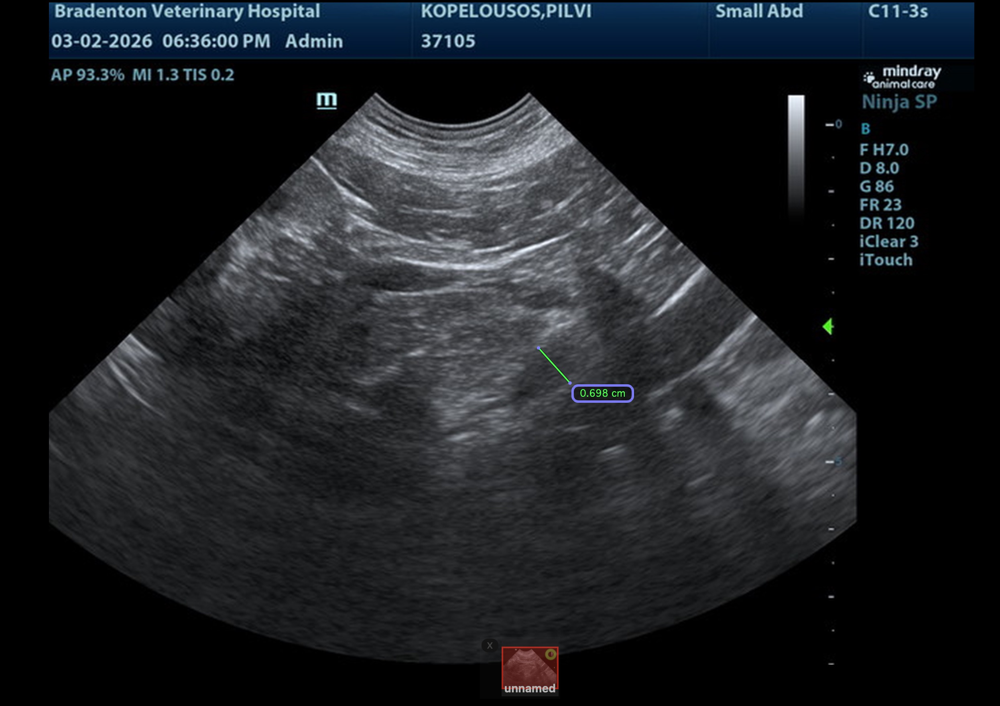 Bradenton Veterinary Hospital KOPELOUSOS,PILVI Small Abd C11-3s
03-02-2026 06:36:00 PM Admin 37105
AP 93.3% MI 1.3 TIS 0.2
m
mindray
animal care
Ninja SP
0
B
F H7.0
D 8.0
G 86
FR 23
DR 120
iClear 3
iTouch
0.698 cm
5
X
unnamed